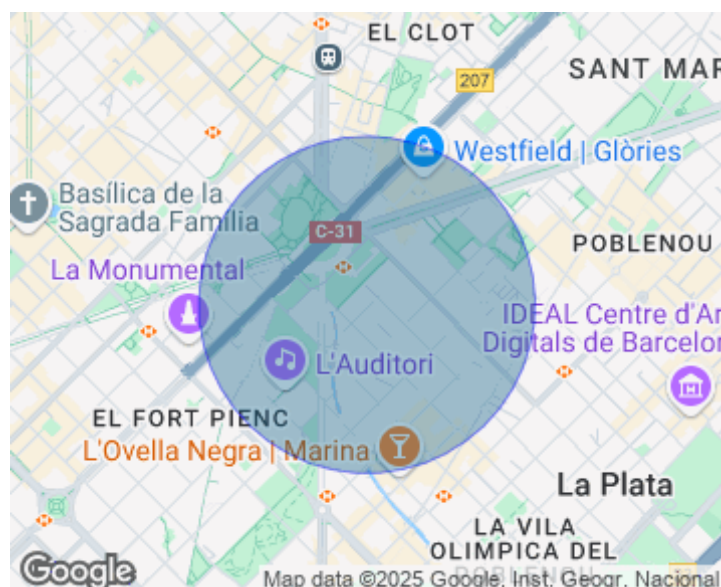 EL CLOT
207
SANT MAR
Westfield | Glòries
Basílica de la
Sagrada Família
C-31
POBLENOU
La Monumental
IDEAL Centre d'Ar
Digitals de Barcelon
L'Auditori
EL FORT PIENC
L'Ovella Negra | Marina
La Plata
LA VILA
OLIMPICA DEL
POBLENOU
Google
Map data ©2025 Google, Inst. Geogr. Nacional